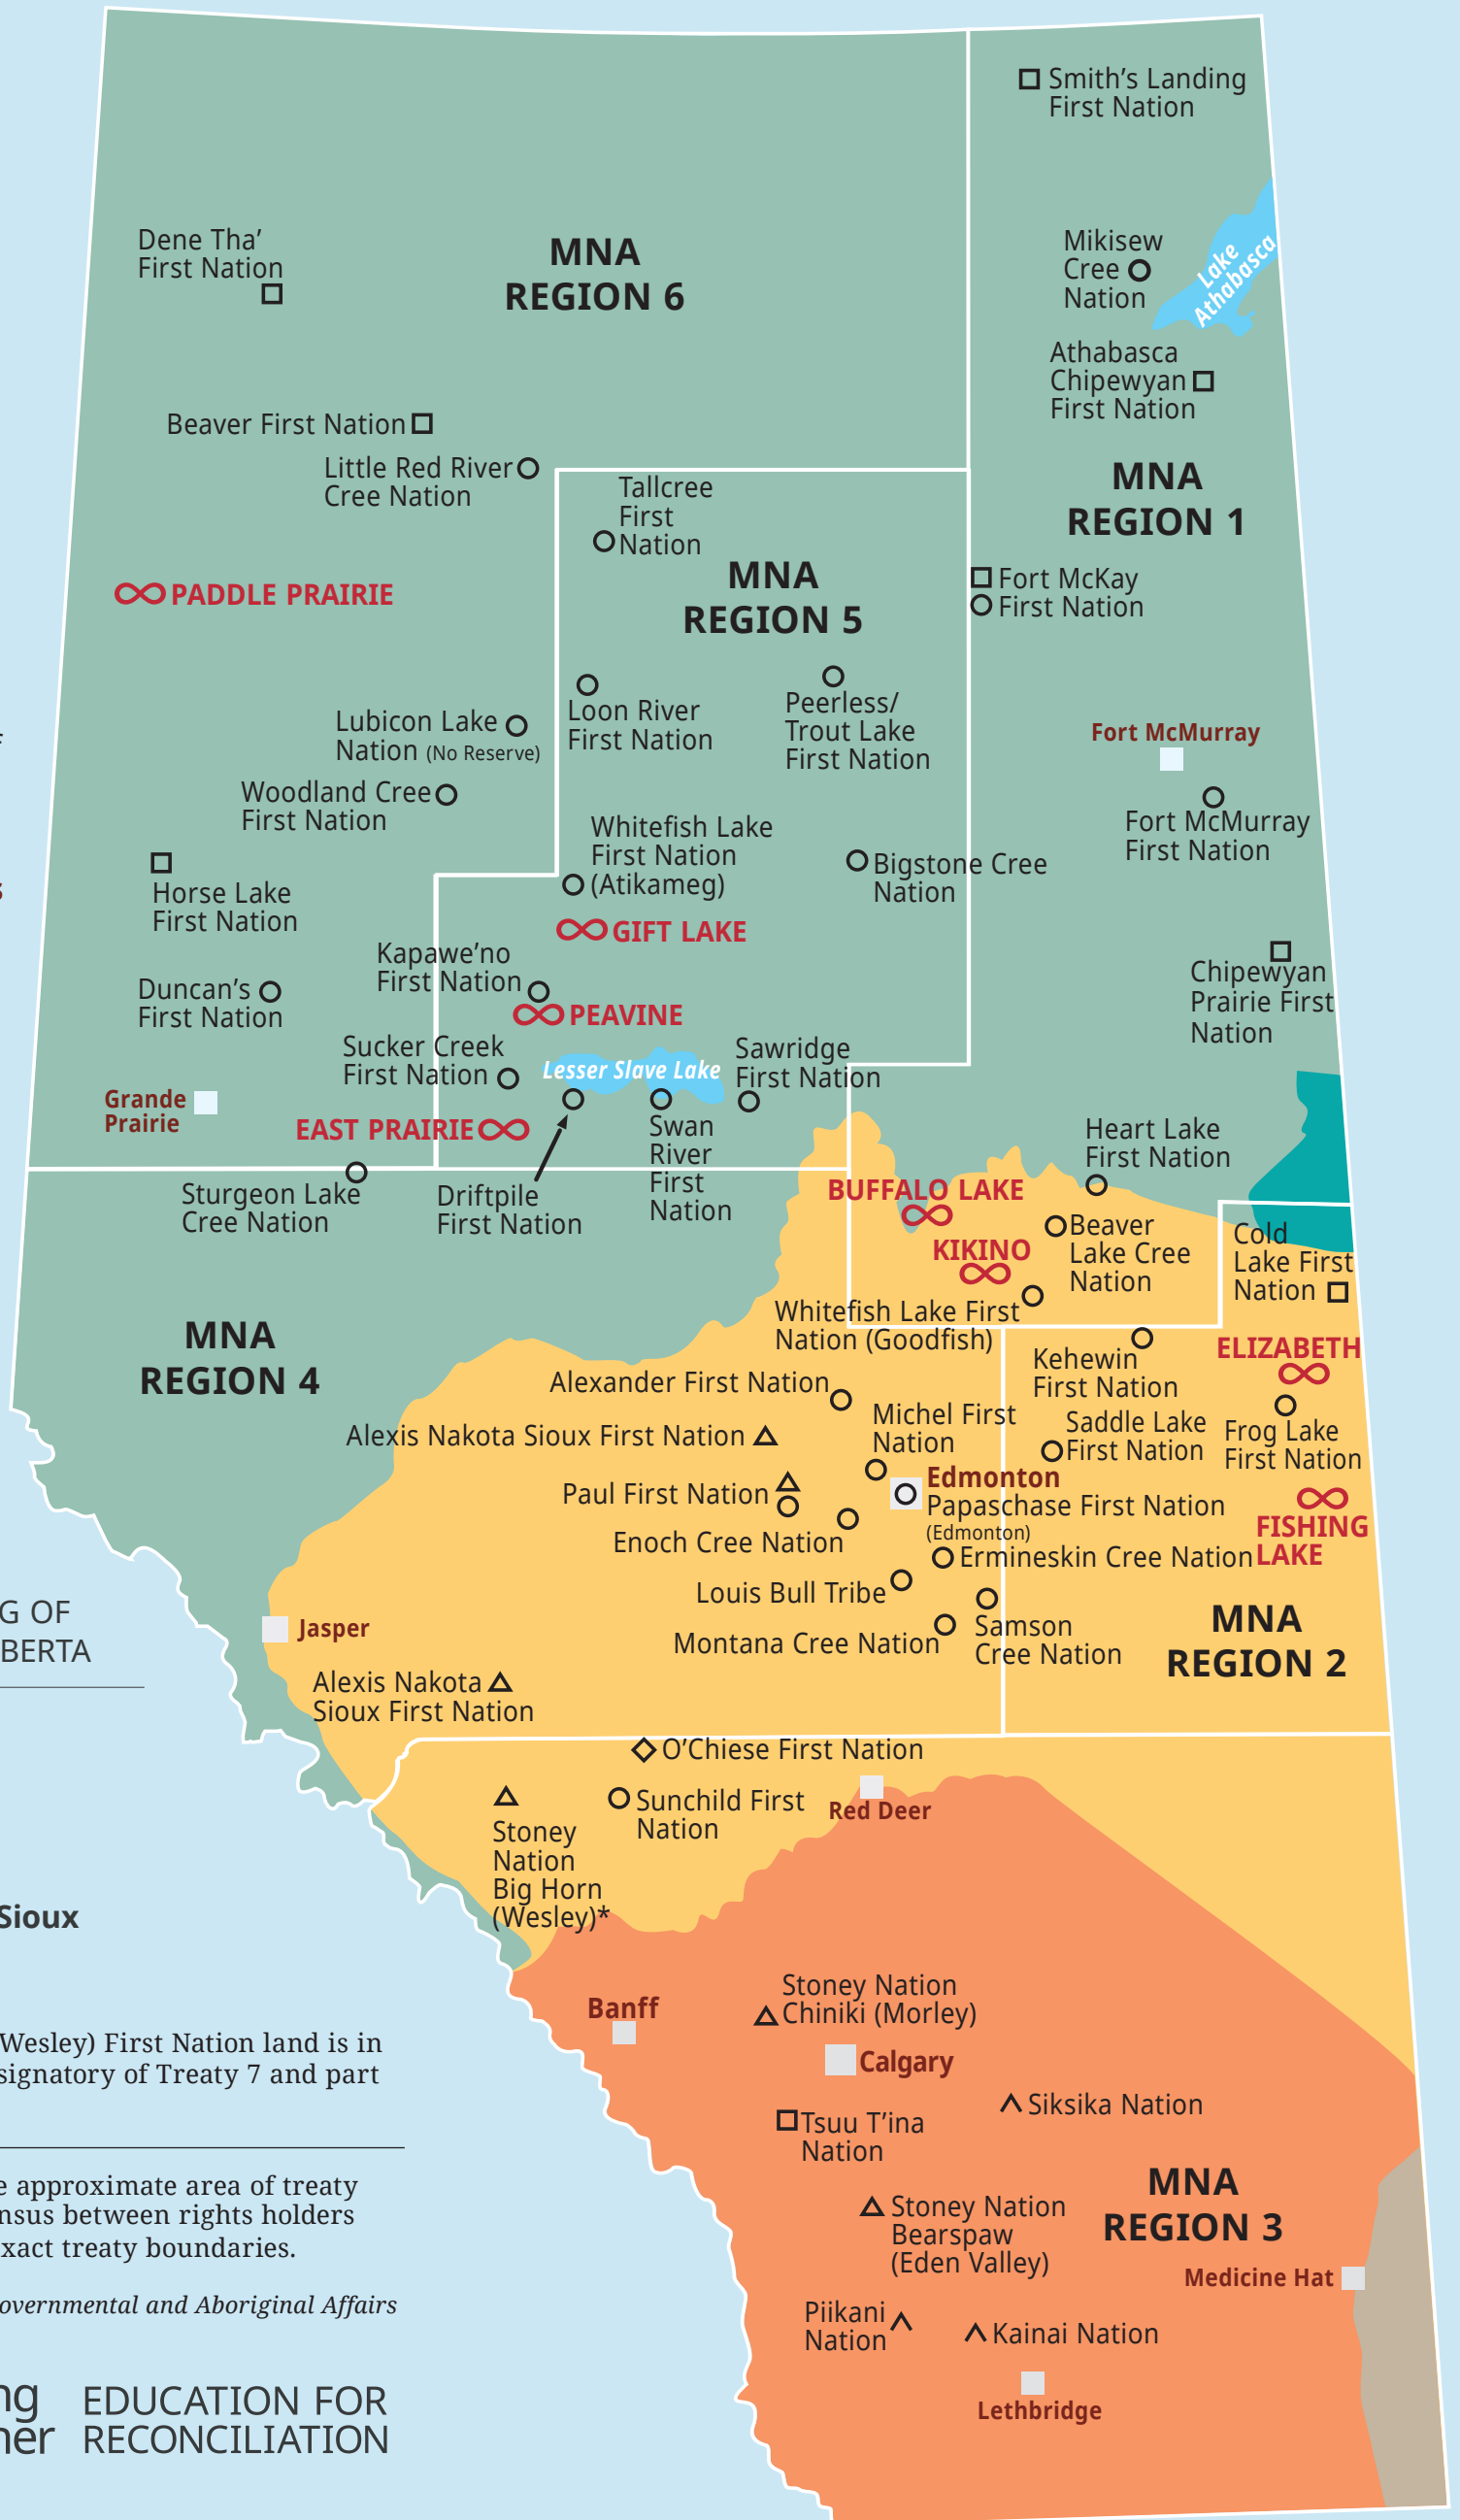 Smith's Landing
First Nation
Dene Tha'
First Nation
MNA
REGION 6
Mikisew
Cree
Nation
Lake
Athabasca
Athabasca
Chipewyan
First Nation
Beaver First Nation
Little Red River
Cree Nation
Tallcree
First
Nation
MNA
REGION 1
MNA
REGION 5
Fort McKay
First Nation
PADDLE PRAIRIE
Loon River
First Nation
Peerless/
Trout Lake
First Nation
Lubicon Lake
Nation (No Reserve)
Fort McMurray
Woodland Cree
First Nation
Fort McMurray
First Nation
Whitefish Lake
First Nation
(Atikameg)
Bigstone Cree
Nation
Horse Lake
First Nation
GIFT LAKE
Kapawe'no
First Nation
Chipewyan
Prairie First
Nation
Duncan's
First Nation
PEAVINE
Sucker Creek
First Nation
Lesser Slave Lake
Sawridge
First Nation
Grande
Prairie
EAST PRAIRIE
Swan
River
First
Nation
Heart Lake
First Nation
Sturgeon Lake
Cree Nation
Driftpile
First Nation
BUFFALO LAKE
Beaver
Lake Cree
Nation
Cold
Lake First
Nation
KIKINO
Whitefish Lake First
Nation (Goodfish)
MNA
REGION 4
Kehewin
First Nation
ELIZABETH
Alexander First Nation
Michel First
Nation
Saddle Lake
First Nation
Frog Lake
First Nation
Alexis Nakota Sioux First Nation
Edmonton
Paul First Nation
Papaschase First Nation
(Edmonton)
FISHING
LAKE
Enoch Cree Nation
Ermineskin Cree Nation
Louis Bull Tribe
Samson
Cree Nation
Montana Cree Nation
MNA
REGION 2
G OF
BERTA
Jasper
Alexis Nakota
Sioux First Nation
O'Chiese First Nation
Sunchild First
Nation
Red Deer
Stoney
Nation
Big Horn
(Wesley)*
Sioux
Banff
Stoney Nation
Chiniki (Morley)
Wesley) First Nation land is in
signatory of Treaty 7 and part
Calgary
Siksika Nation
Tsuu T'ina
Nation
e approximate area of treaty
nsus between rights holders
xact treaty boundaries.
MNA
REGION 3
Stoney Nation
Bearspaw
(Eden Valley)
Medicine Hat
overnmental and Aboriginal Affairs
Piikani
Nation
Kainai Nation
Lethbridge
ng
her
EDUCATION FOR
RECONCILIATION